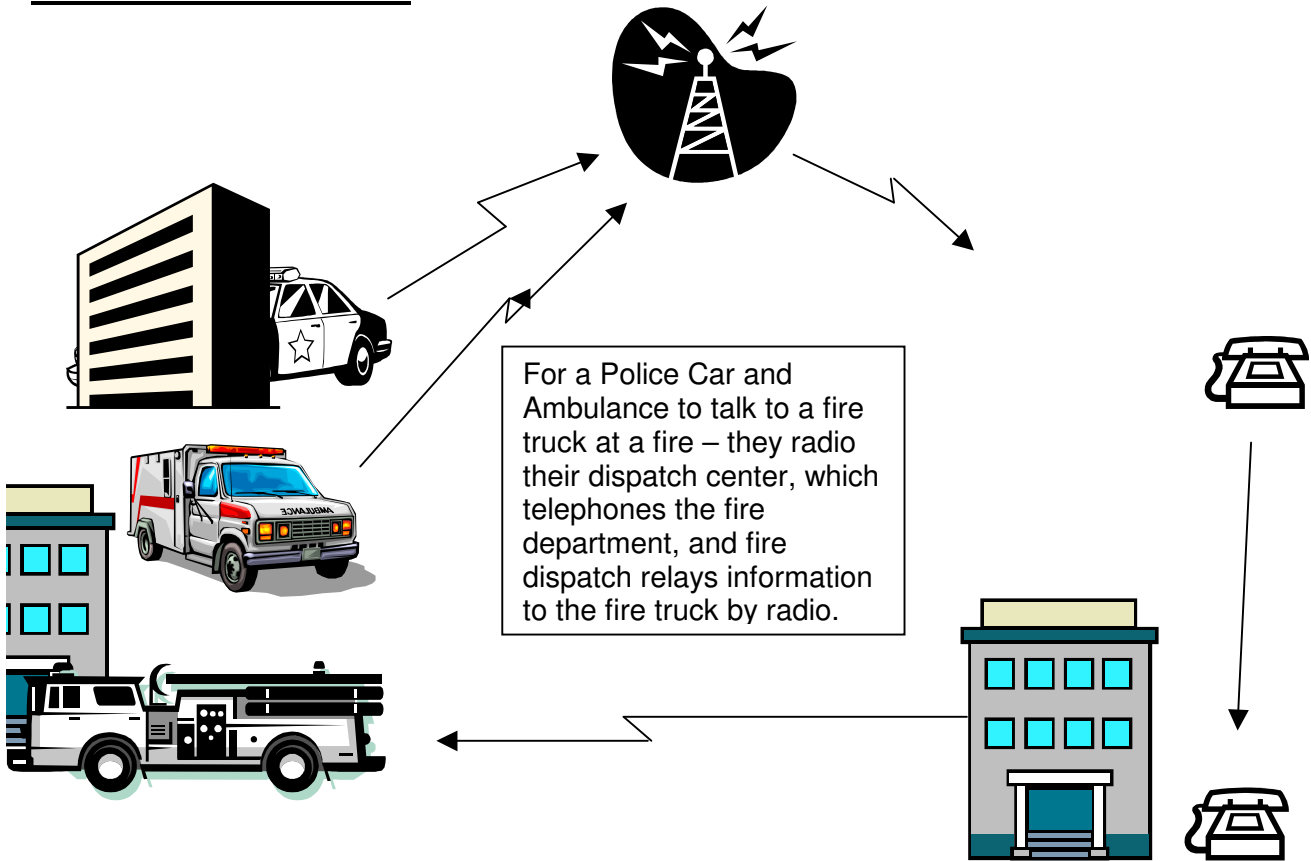 For a Police Car and
Ambulance to talk to a fire
truck at a fire – they radio
their dispatch center, which
telephones the fire
department, and fire
dispatch relays information
to the fire truck by radio.
AMBULANCE